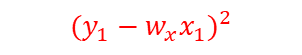 (y₁ − wₓx₁)²